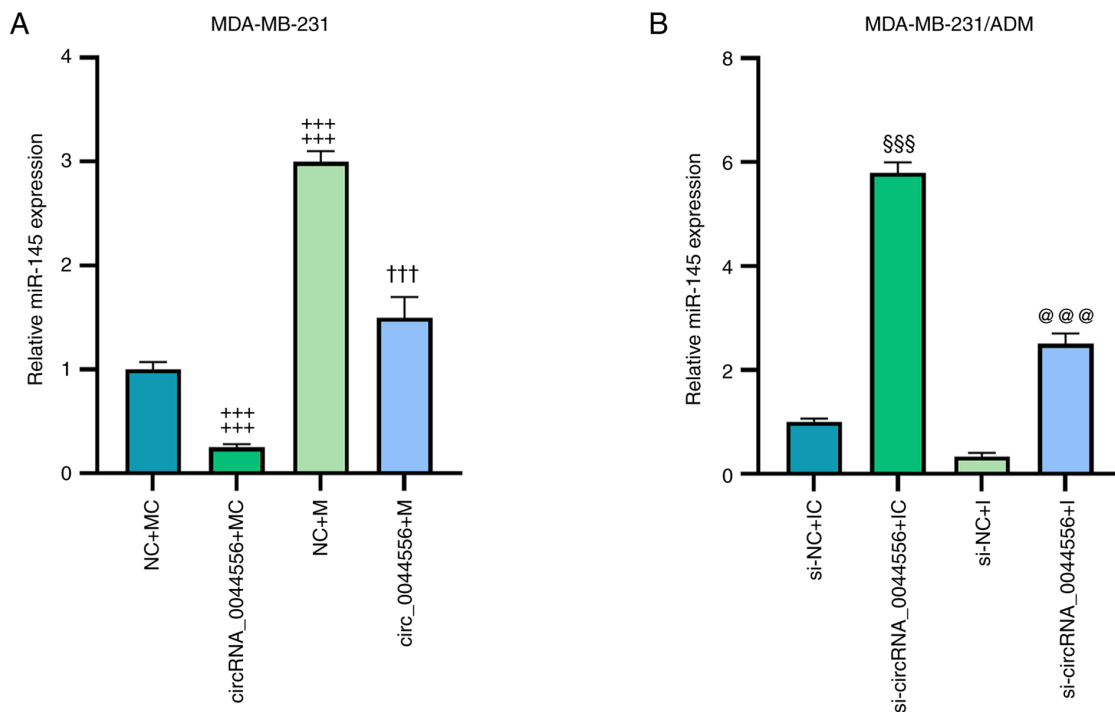 A
MDA-MB-231
Relative miR-145 expression
4
3
2
1
0
+++
+++
+++
+++
†††
NC+MC
circRNA_0044556+MC
NC+M
circ_0044556+M
B
MDA-MB-231/ADM
Relative miR-145 expression
8
6
4
2
0
§§§
@@@
si-NC+IC
si-circRNA_0044556+IC
si-NC+I
si-circRNA_0044556+I